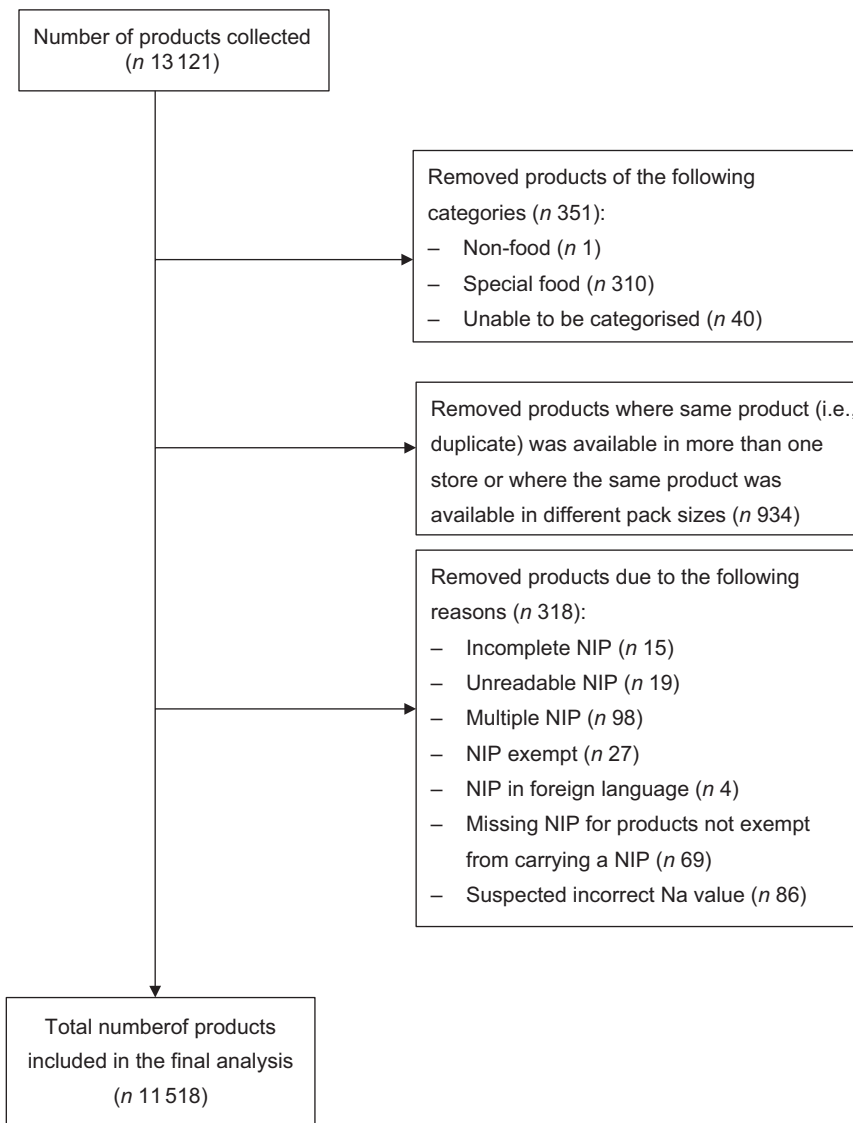 Number of products collected
(n 13 121)
Removed products of the following
categories (n 351):
– Non-food (n 1)
– Special food (n 310)
– Unable to be categorised (n 40)
Removed products where same product (i.e.,
duplicate) was available in more than one
store or where the same product was
available in different pack sizes (n 934)
Removed products due to the following
reasons (n 318):
– Incomplete NIP (n 15)
– Unreadable NIP (n 19)
– Multiple NIP (n 98)
– NIP exempt (n 27)
– NIP in foreign language (n 4)
– Missing NIP for products not exempt
from carrying a NIP (n 69)
– Suspected incorrect Na value (n 86)
Total numberof products
included in the final analysis
(n 11 518)